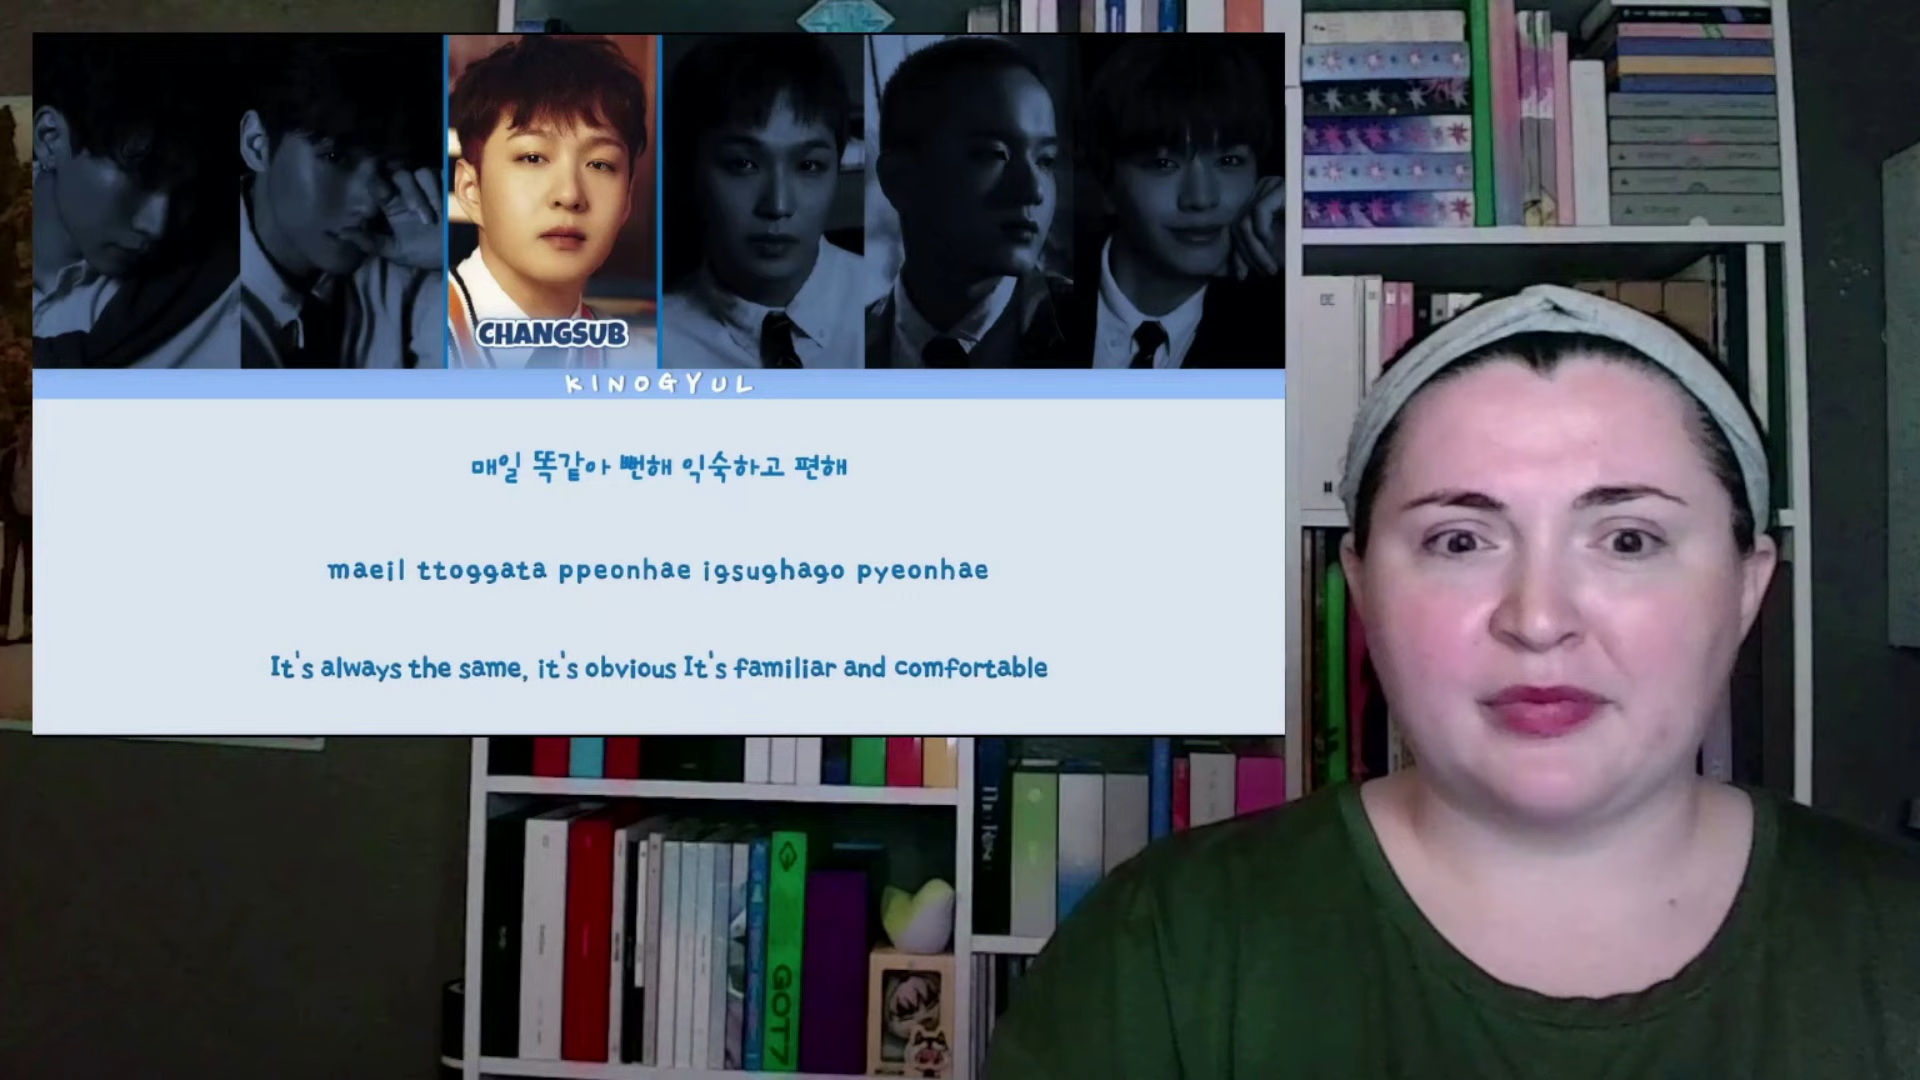 CHANGSUB
KINOGYUL
매일 똑같아 뻔해 익숙하고 편해
maeil ttoggata ppeonhae igsughago pyeonhae
It's always the same, it's obvious It's familiar and comfortable
GOT7